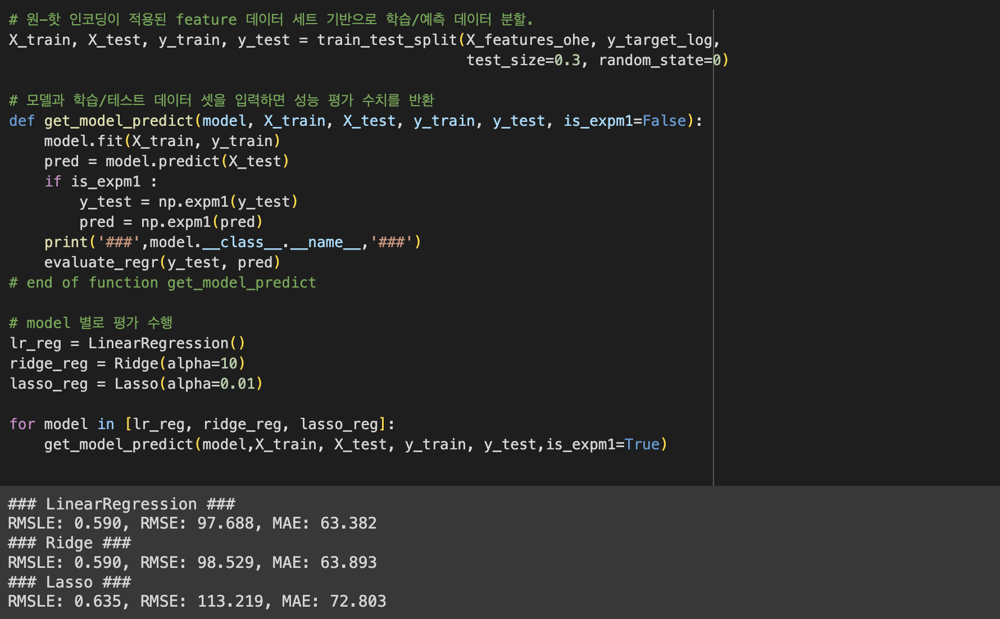 # 원-핫 인코딩이 적용된 feature 데이터 세트 기반으로 학습/예측 데이터 분할.
X_train, X_test, y_train, y_test = train_test_split(X_features_ohe, y_target_log,
                                                    test_size=0.3, random_state=0)
# 모델과 학습/테스트 데이터 셋을 입력하면 성능 평가 수치를 반환
def get_model_predict(model, X_train, X_test, y_train, y_test, is_expm1=False):
    model.fit(X_train, y_train)
    pred = model.predict(X_test)
    if is_expm1 :
        y_test = np.expm1(y_test)
        pred = np.expm1(pred)
    print('###',model.__class__.__name__,'###')
    evaluate_regr(y_test, pred)
# end of function get_model_predict
# model 별로 평가 수행
lr_reg = LinearRegression()
ridge_reg = Ridge(alpha=10)
lasso_reg = Lasso(alpha=0.01)
for model in [lr_reg, ridge_reg, lasso_reg]:
    get_model_predict(model,X_train, X_test, y_train, y_test,is_expm1=True)
### LinearRegression ###
RMSLE: 0.590, RMSE: 97.688, MAE: 63.382
### Ridge ###
RMSLE: 0.590, RMSE: 98.529, MAE: 63.893
### Lasso ###
RMSLE: 0.635, RMSE: 113.219, MAE: 72.803